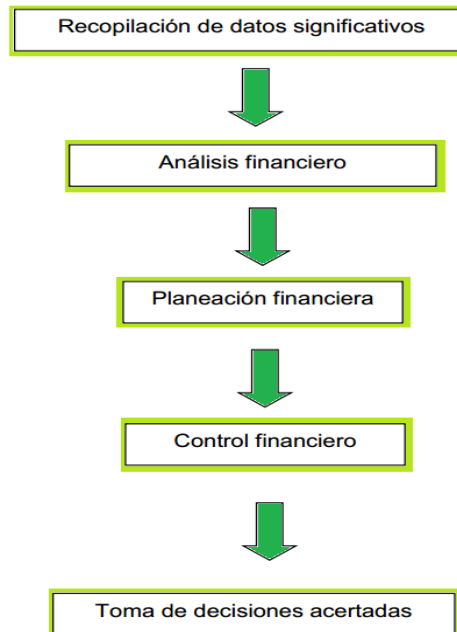 Recopilación de datos significativos
Análisis financiero
Planeación financiera
Control financiero
Toma de decisiones acertadas